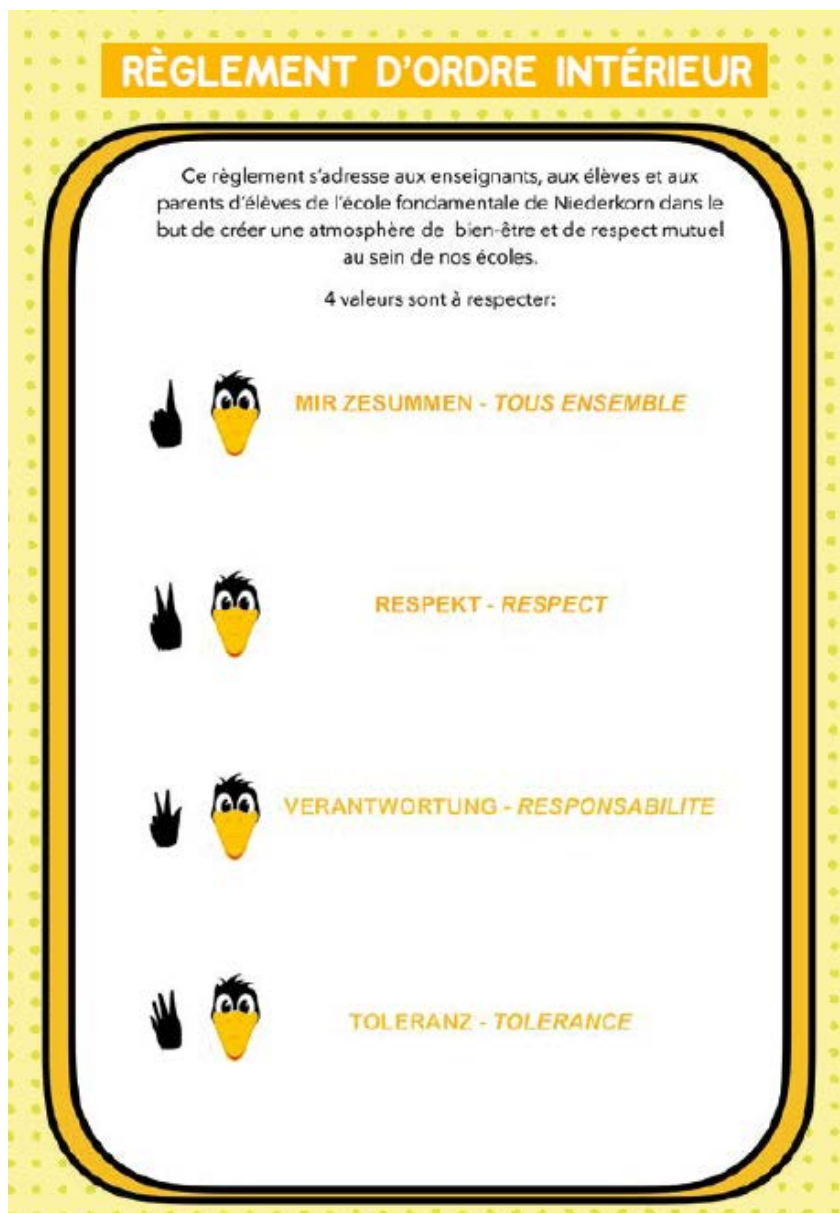 RÈGLEMENT D'ORDRE INTÉRIEUR
Ce règlement s'adresse aux enseignants, aux élèves et aux
parents d'élèves de l'école fondamentale de Niederkorn dans le
but de créer une atmosphère de bien-être et de respect mutuel
au sein de nos écoles.
4 valeurs sont à respecter:
MIR ZESUMMEN - TOUS ENSEMBLE
RESPEKT - RESPECT
VERANTWORTUNG - RESPONSABILITE
TOLERANZ - TOLERANCE